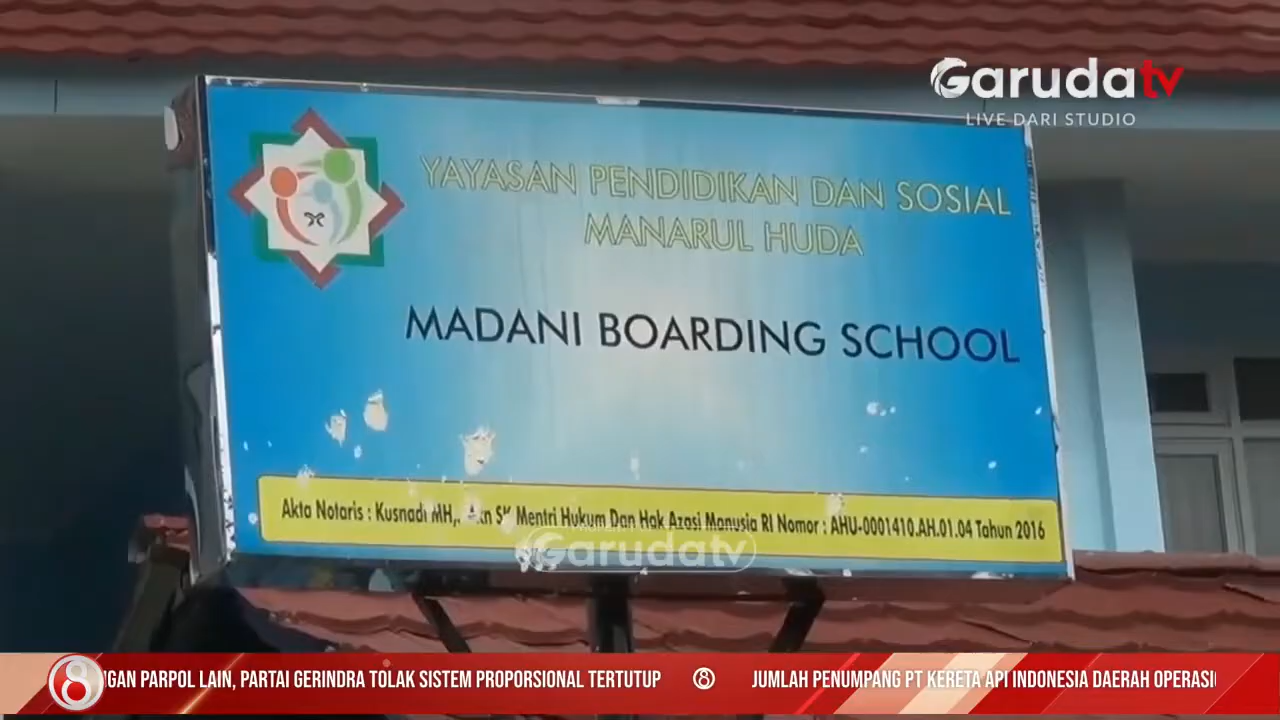 Garudatv
LIVE DARI STUDIO
YAYASAN PENDIDIKAN DAN SOSIAL
MANARUL HUDA
MADANI BOARDING SCHOOL
Akta Notaris : Kusnadi MH,. SK Mentri Hukum Dan Hak Azasi Manusia RI Nomor : AHU-0001410.AH.01.04 Tahun 2016
Garudatv
8 NGAN PARPOL LAIN, PARTAI GERINDRA TOLAK SISTEM PROPORSIONAL TERTUTUP 8 JUMLAH PENUMPANG PT KERETA API INDONESIA DAERAH OPERASI